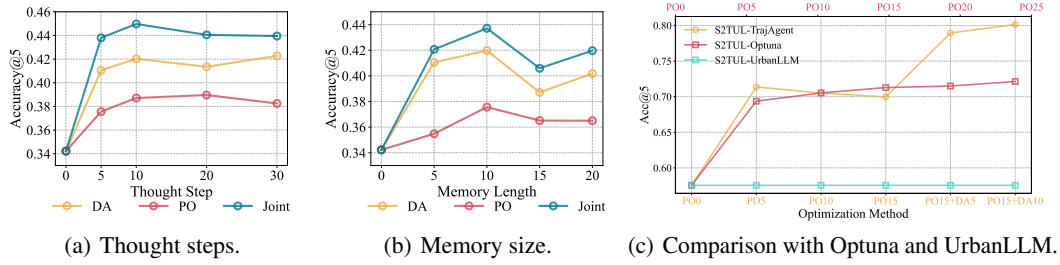 0.46
0.44
0.42
0.40
0.38
0.36
0.34
Accuracy@5
0 5 10 20 30
Thought Step
DA PO Joint
(a) Thought steps.
0.44
0.42
0.40
0.38
0.36
0.34
Accuracy@5
0 5 10 15 20
Memory Length
DA PO Joint
(b) Memory size.
PO0 PO5 PO10 PO15 PO20 PO25
S2TUL-TrajAgent
S2TUL-Optuna
S2TUL-UrbanLLM
0.80
0.75
0.70
0.65
0.60
Acc@5
PO0 PO5 PO10 PO15 PO15+DA5 PO15+DA10
Optimization Method
(c) Comparison with Optuna and UrbanLLM.